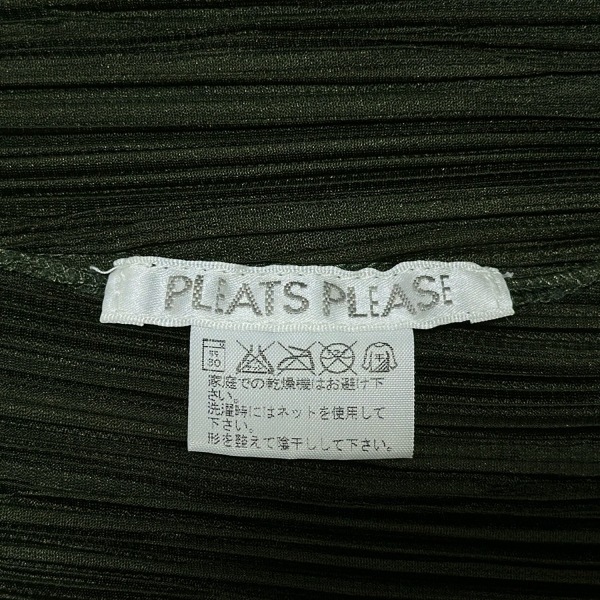 PLEATS PLEASE
家庭での乾燥機はお避け下
さい。
洗濯時にはネットを使用して
下さい。
形を整えて陰干しして下さい。